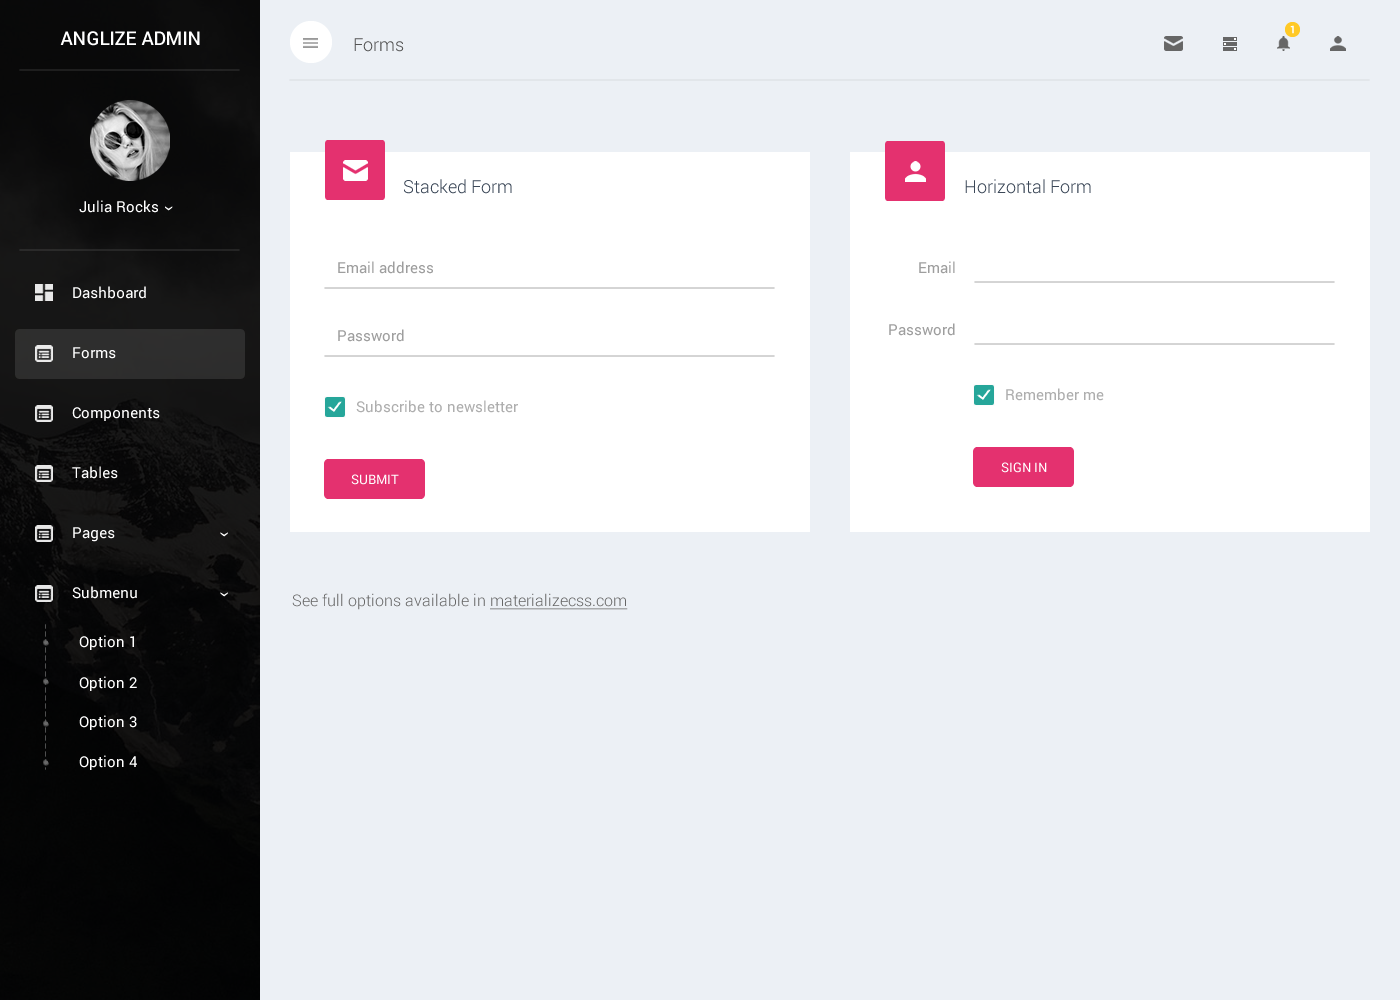 ANGLIZE ADMIN
Julia Rocks
Dashboard
Forms
Components
Tables
Pages
Submenu
Option 1
Option 2
Option 3
Option 4
Forms
1
Stacked Form
Email address
Password
Subscribe to newsletter
SUBMIT
Horizontal Form
Email
Password
Remember me
SIGN IN
See full options available in materializecss.com